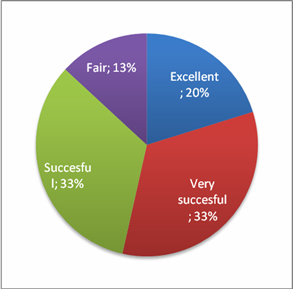 Fair; 13%
Excellent
; 20%
Succesfu
l; 33%
Very
succesful
; 33%